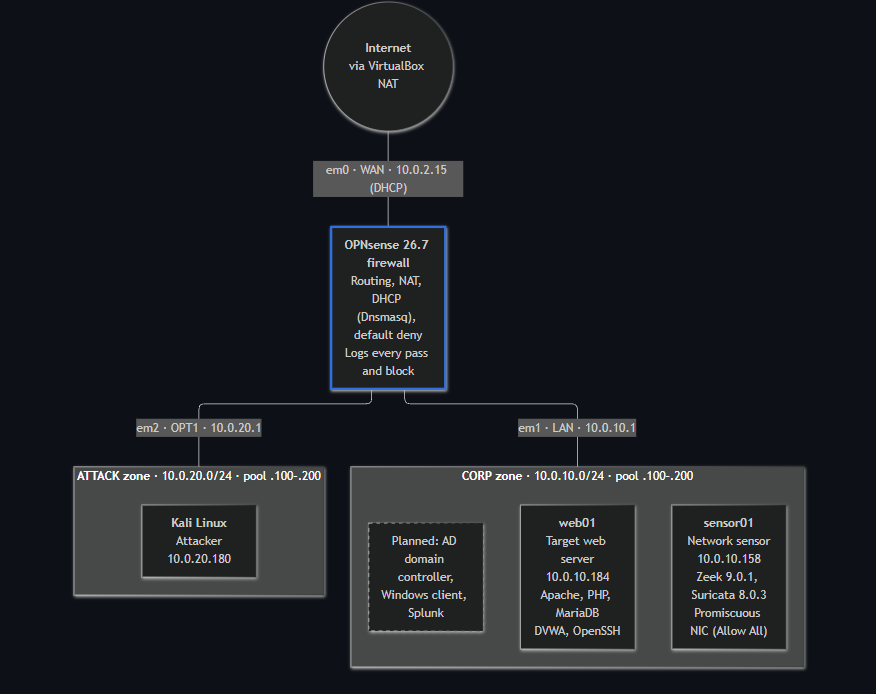 Internet
via VirtualBox
NAT
em0 · WAN · 10.0.2.15
(DHCP)
OPNsense 26.7
firewall
Routing, NAT,
DHCP
(Dnsmasq),
default deny
Logs every pass
and block
em2 · OPT1 · 10.0.20.1
em1 · LAN · 10.0.10.1
ATTACK zone · 10.0.20.0/24 · pool .100-.200
Kali Linux
Attacker
10.0.20.180
CORP zone · 10.0.10.0/24 · pool .100-.200
Planned: AD
domain
controller,
Windows client,
Splunk
web01
Target web
server
10.0.10.184
Apache, PHP,
MariaDB
DVWA, OpenSSH
sensor01
Network sensor
10.0.10.158
Zeek 9.0.1,
Suricata 8.0.3
Promiscuous
NIC (Allow All)